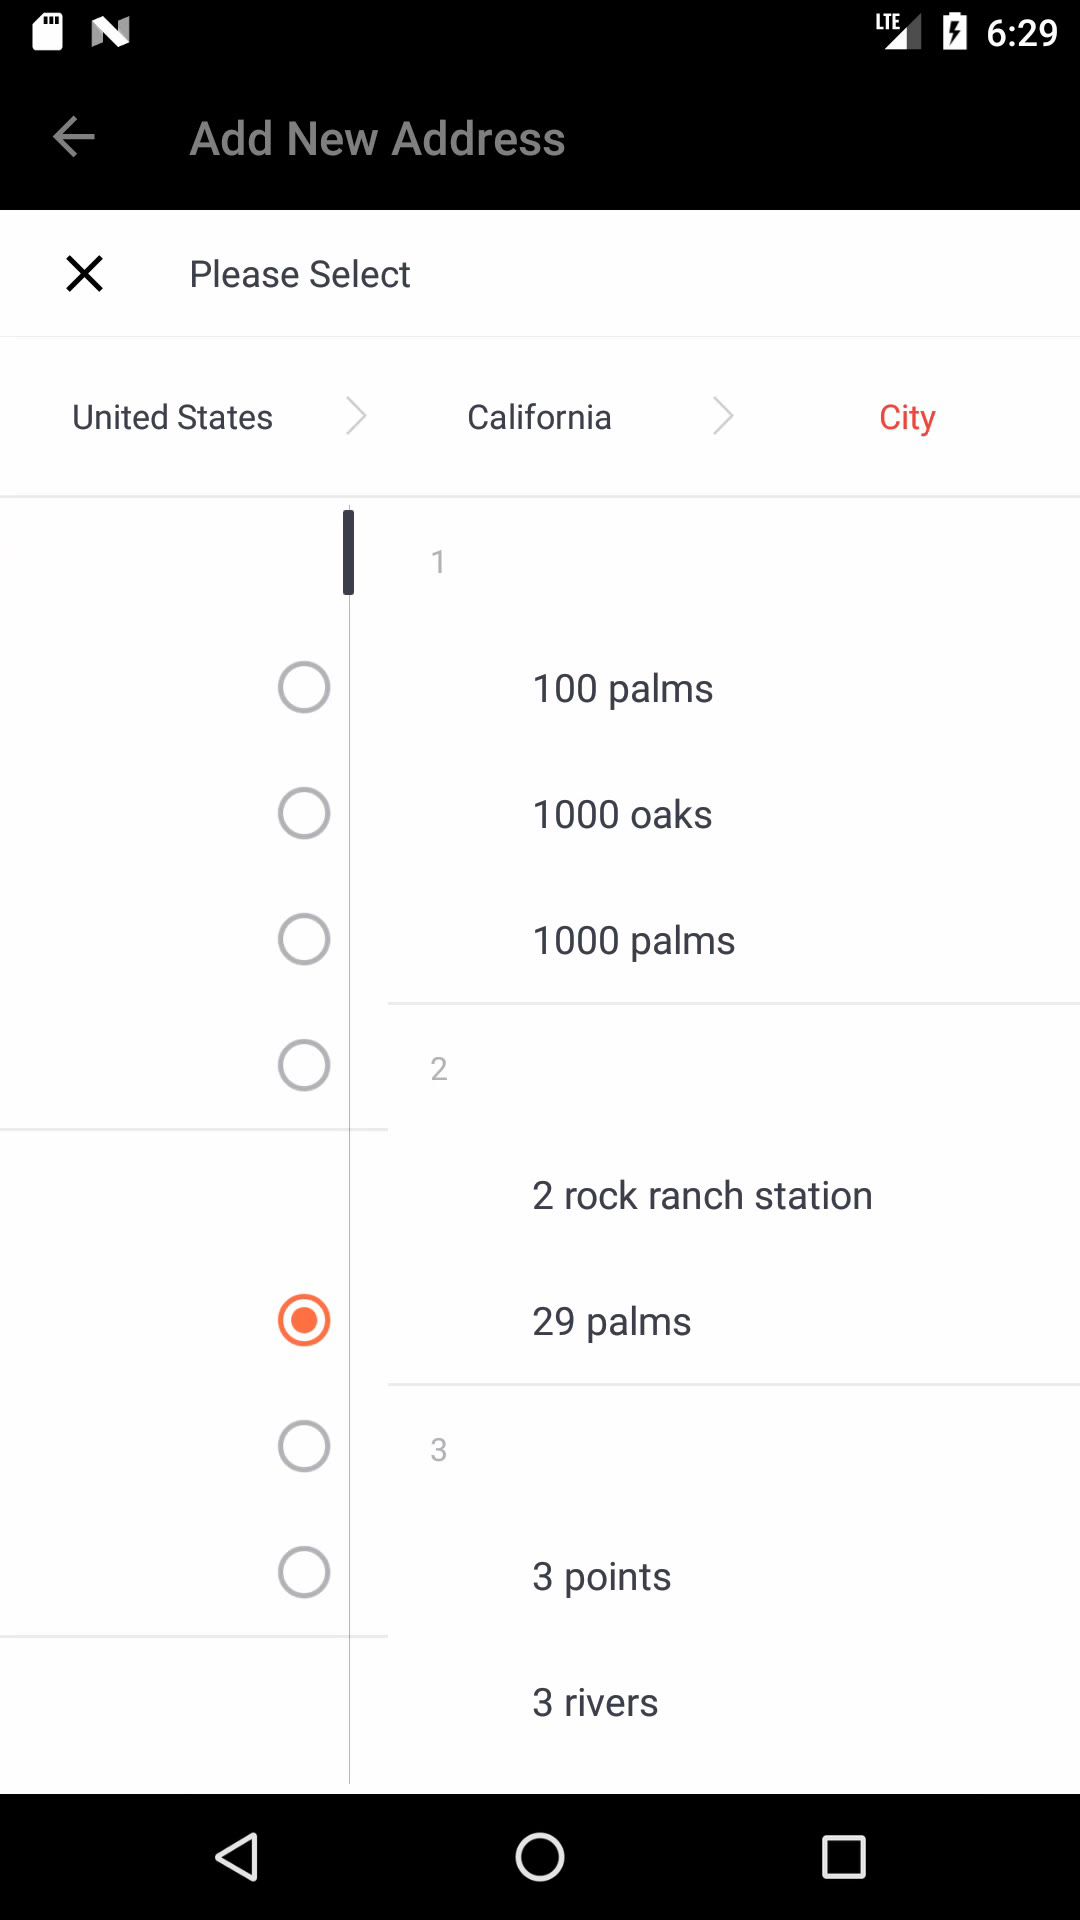 LTE 6:29
Add New Address
Please Select
United States California City
1
100 palms
1000 oaks
1000 palms
2
2 rock ranch station
29 palms
3
3 points
3 rivers